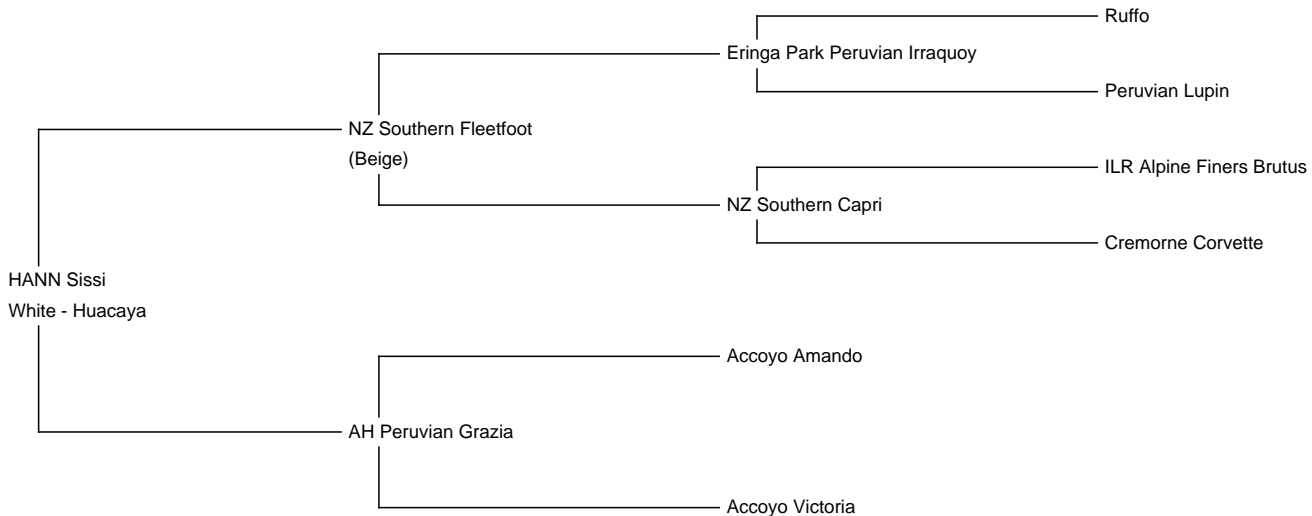 Ruffo
Eringa Park Peruvian Irraquoy
Peruvian Lupin
NZ Southern Fleetfoot
(Beige)
ILR Alpine Finers Brutus
NZ Southern Capri
Cremorne Corvette
HANN Sissi
White - Huacaya
Accoyo Amando
AH Peruvian Grazia
Accoyo Victoria